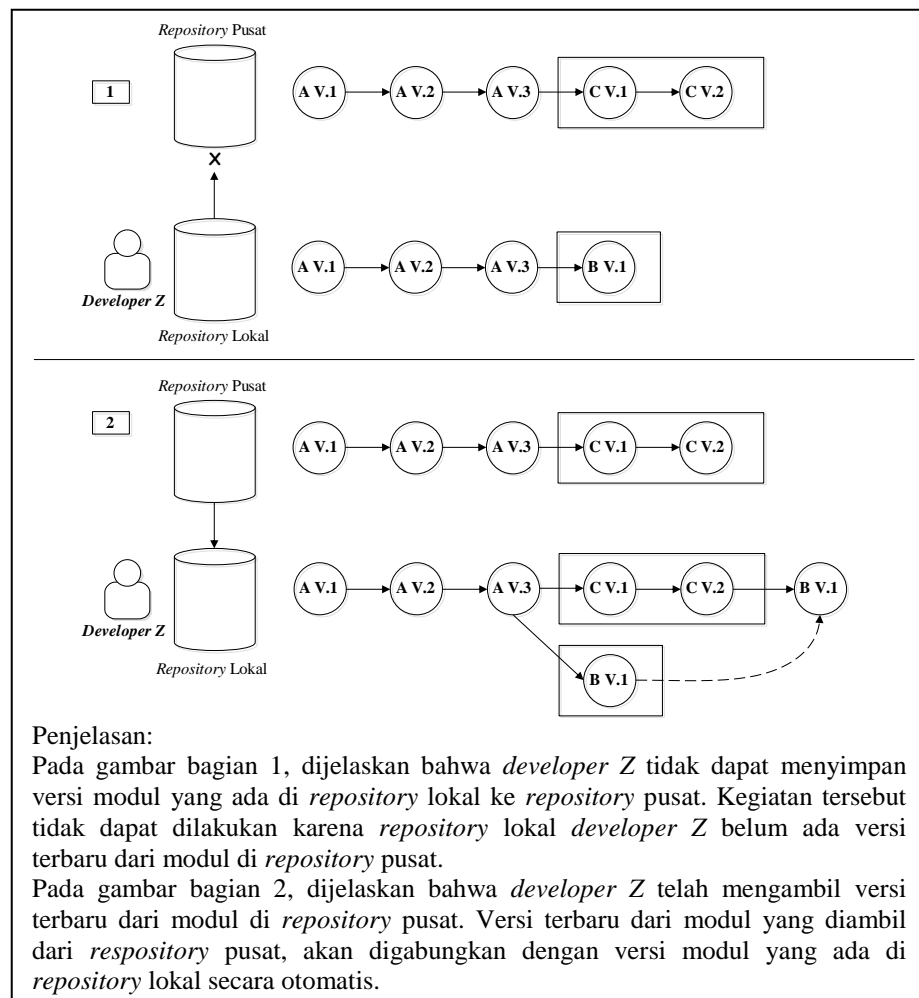 Repository Pusat
1
A V.1
A V.2
A V.3
C V.1
C V.2
X
A V.1
A V.2
A V.3
B V.1
Developer Z
Repository Lokal
Repository Pusat
2
A V.1
A V.2
A V.3
C V.1
C V.2
A V.1
A V.2
A V.3
C V.1
C V.2
B V.1
Developer Z
Repository Lokal
B V.1
Penjelasan:
Pada gambar bagian 1, dijelaskan bahwa developer Z tidak dapat menyimpan
versi modul yang ada di repository lokal ke repository pusat. Kegiatan tersebut
tidak dapat dilakukan karena repository lokal developer Z belum ada versi
terbaru dari modul di repository pusat.
Pada gambar bagian 2, dijelaskan bahwa developer Z telah mengambil versi
terbaru dari modul di repository pusat. Versi terbaru dari modul yang diambil
dari respository pusat, akan digabungkan dengan versi modul yang ada di
repository lokal secara otomatis.